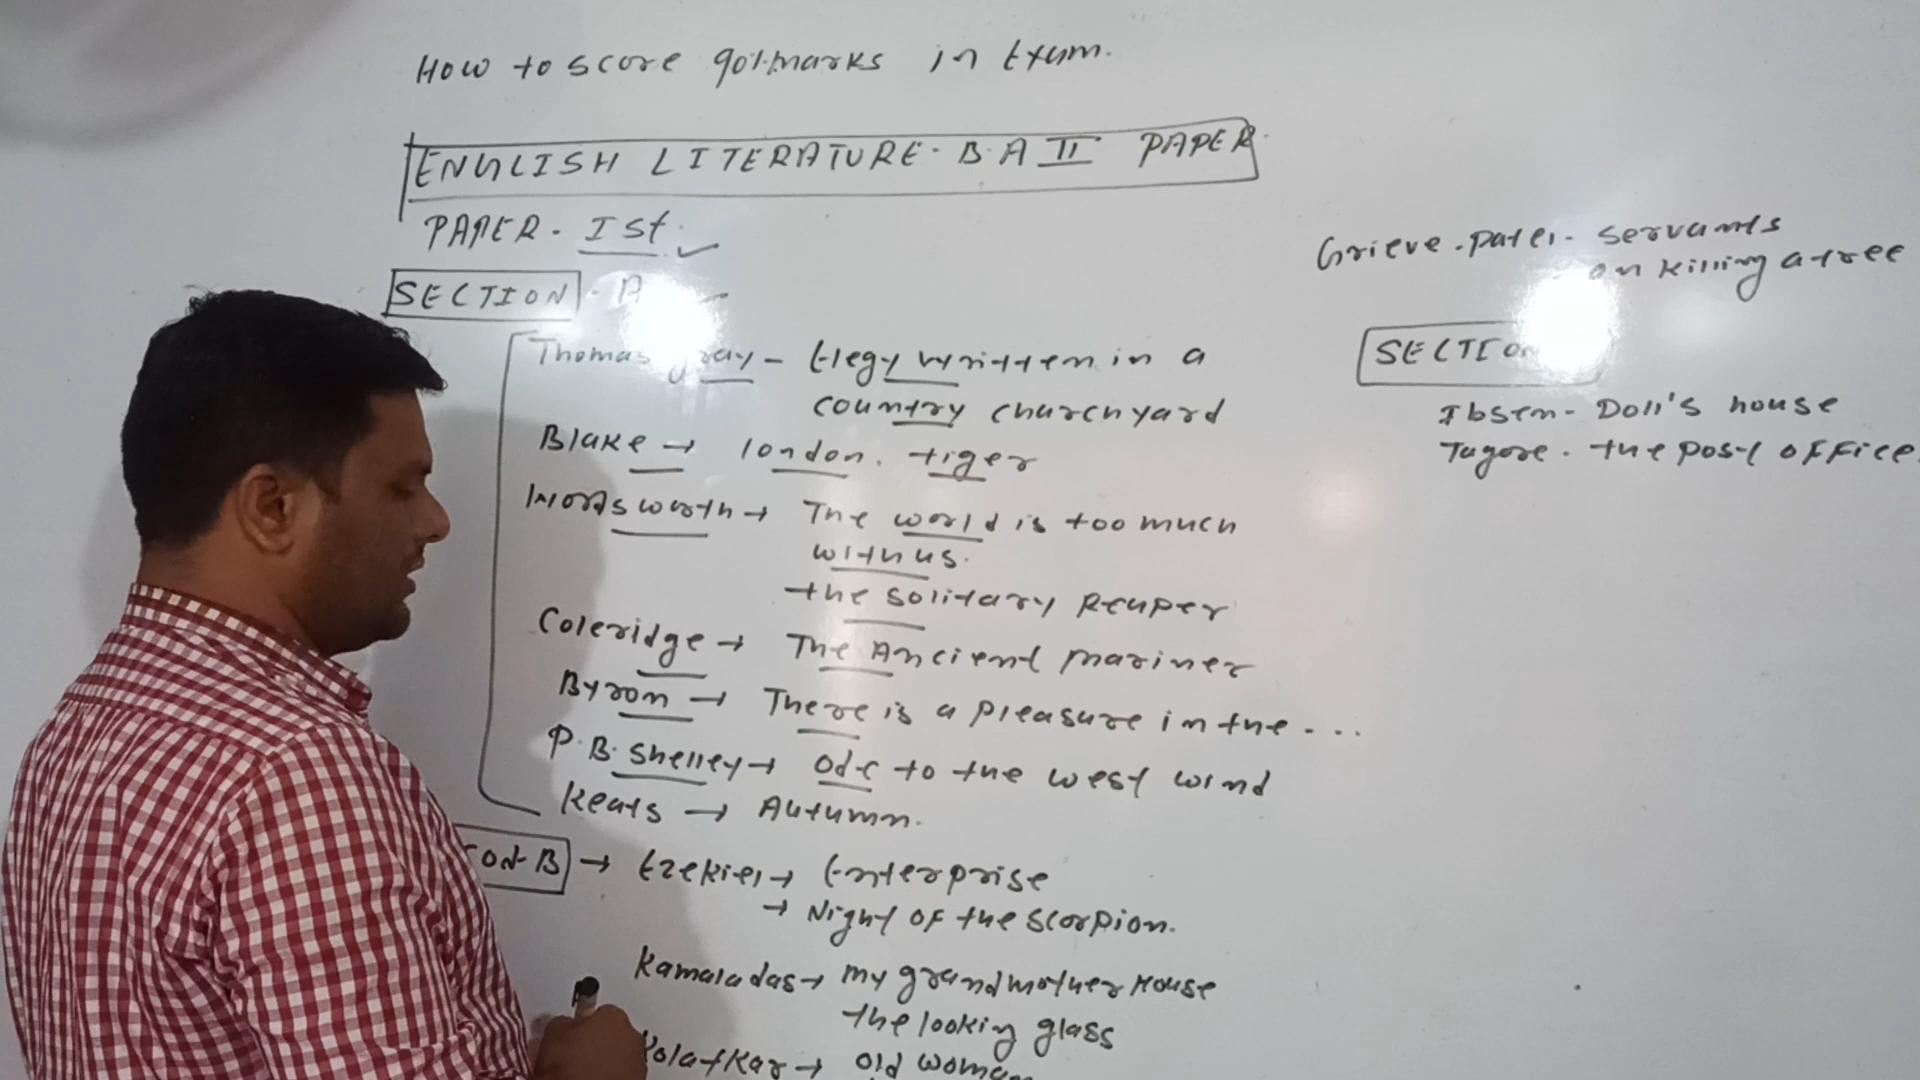 How to score 90+marks in Exam.
ENGLISH LITERATURE. B.A II PAPER.
PAPER. Ist.
SECTION . A
Thomas gray - Elegy written in a
country churchyard
Blake → london. tiger
Wordsworth → The world is too much
with us.
the solitary Reaper
Coleridge → The Ancient mariner
Byron → There is a pleasure in the ...
P.B. Shelley → Ode to the west wind
Keats → Autumn.
B → Ezekiel → Enterprise
→ Night of the scorpion.
Kamaladas → my grandmother House
the looking glass
Kolatkar → old woman
Grieve. patel. servants
on killing a tree
SECTION
Ibsen - Doll's house
Tagore. the post office.